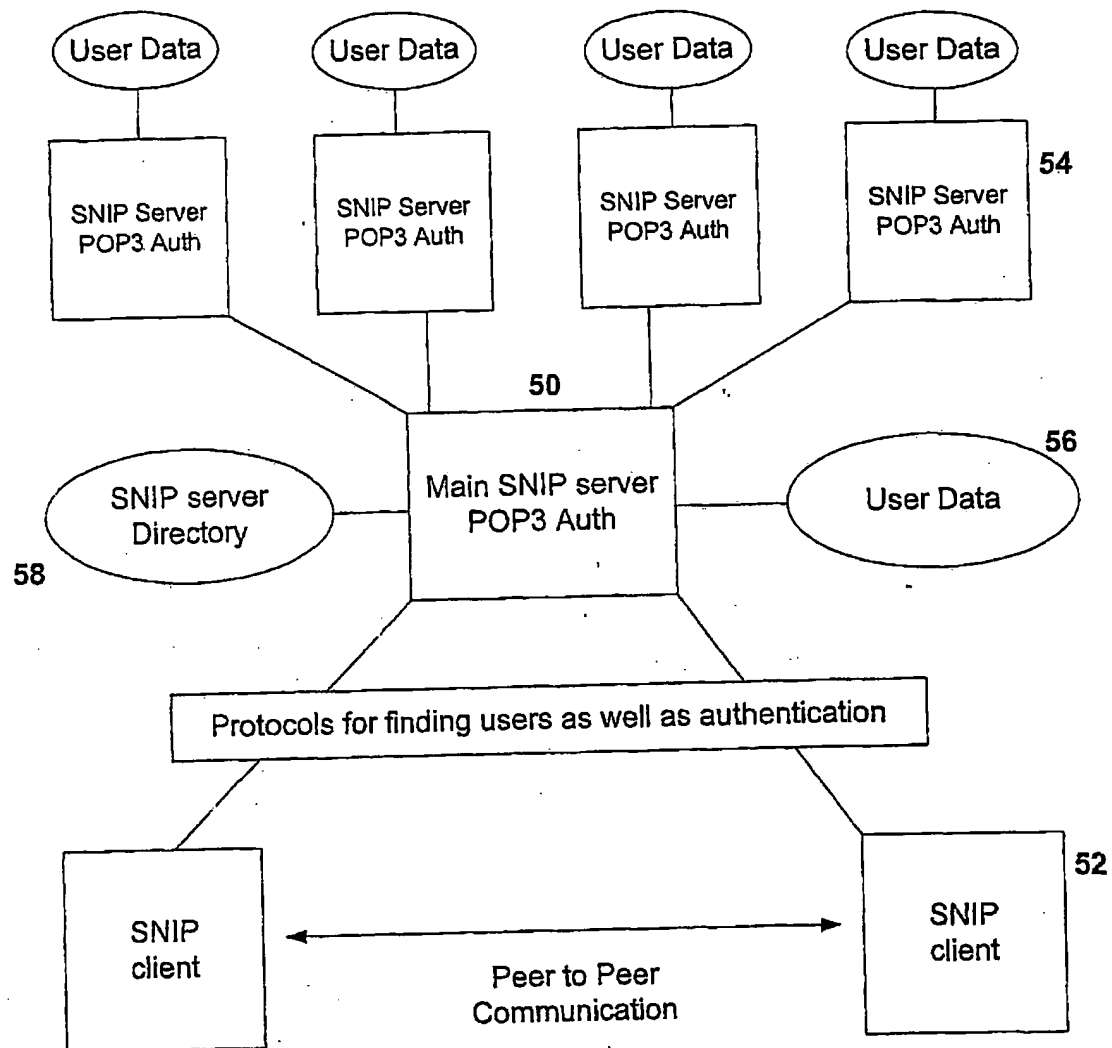 User Data
User Data
User Data
User Data
SNIP Server
POP3 Auth
SNIP Server
POP3 Auth
SNIP Server
POP3 Auth
SNIP Server
POP3 Auth
54
50
Main SNIP server
POP3 Auth
SNIP server
Directory
58
User Data
56
Protocols for finding users as well as authentication
SNIP
client
SNIP
client
52
Peer to Peer
Communication